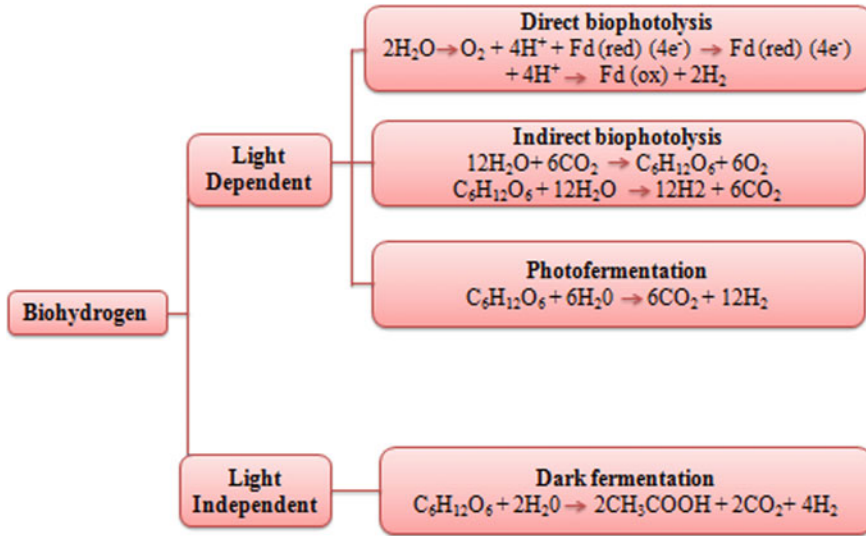 Direct biophotolysis
2H₂O→O₂ + 4H⁺ + Fd (red) (4e⁻) → Fd (red) (4e⁻)
+ 4H⁺ → Fd (ox) + 2H₂
Indirect biophotolysis
12H₂O+ 6CO₂ → C₆H₁₂O₆+ 6O₂
C₆H₁₂O₆ + 12H₂O → 12H2 + 6CO₂
Light
Dependent
Photofermentation
C₆H₁₂O₆ + 6H₂0 → 6CO₂ + 12H₂
Biohydrogen
Light
Independent
Dark fermentation
C₆H₁₂O₆ + 2H₂0 → 2CH₃COOH + 2CO₂+ 4H₂